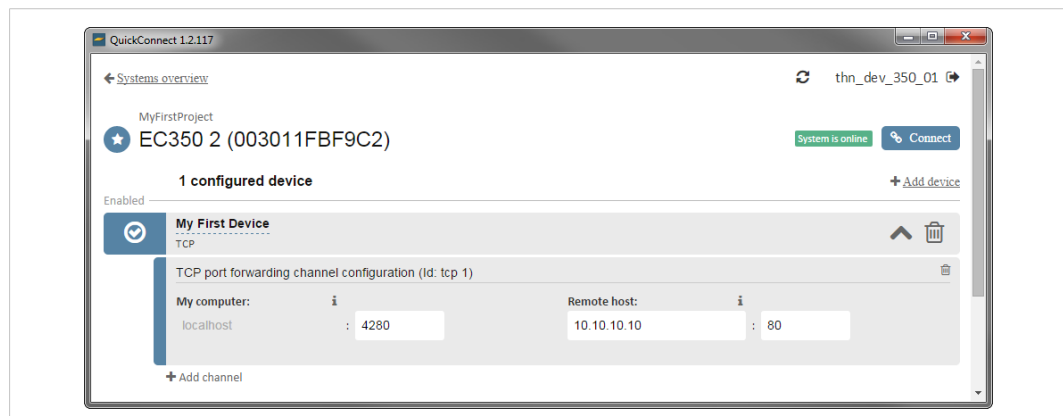 QuickConnect 1.2.117
Systems overview
thn_dev_350_01
MyFirstProject
EC350 2 (003011FBF9C2)
System is online
Connect
1 configured device
Add device
Enabled
My First Device
TCP
TCP port forwarding channel configuration (Id: tcp 1)
My computer: i Remote host: i
localhost : 4280 10.10.10.10 : 80
Add channel